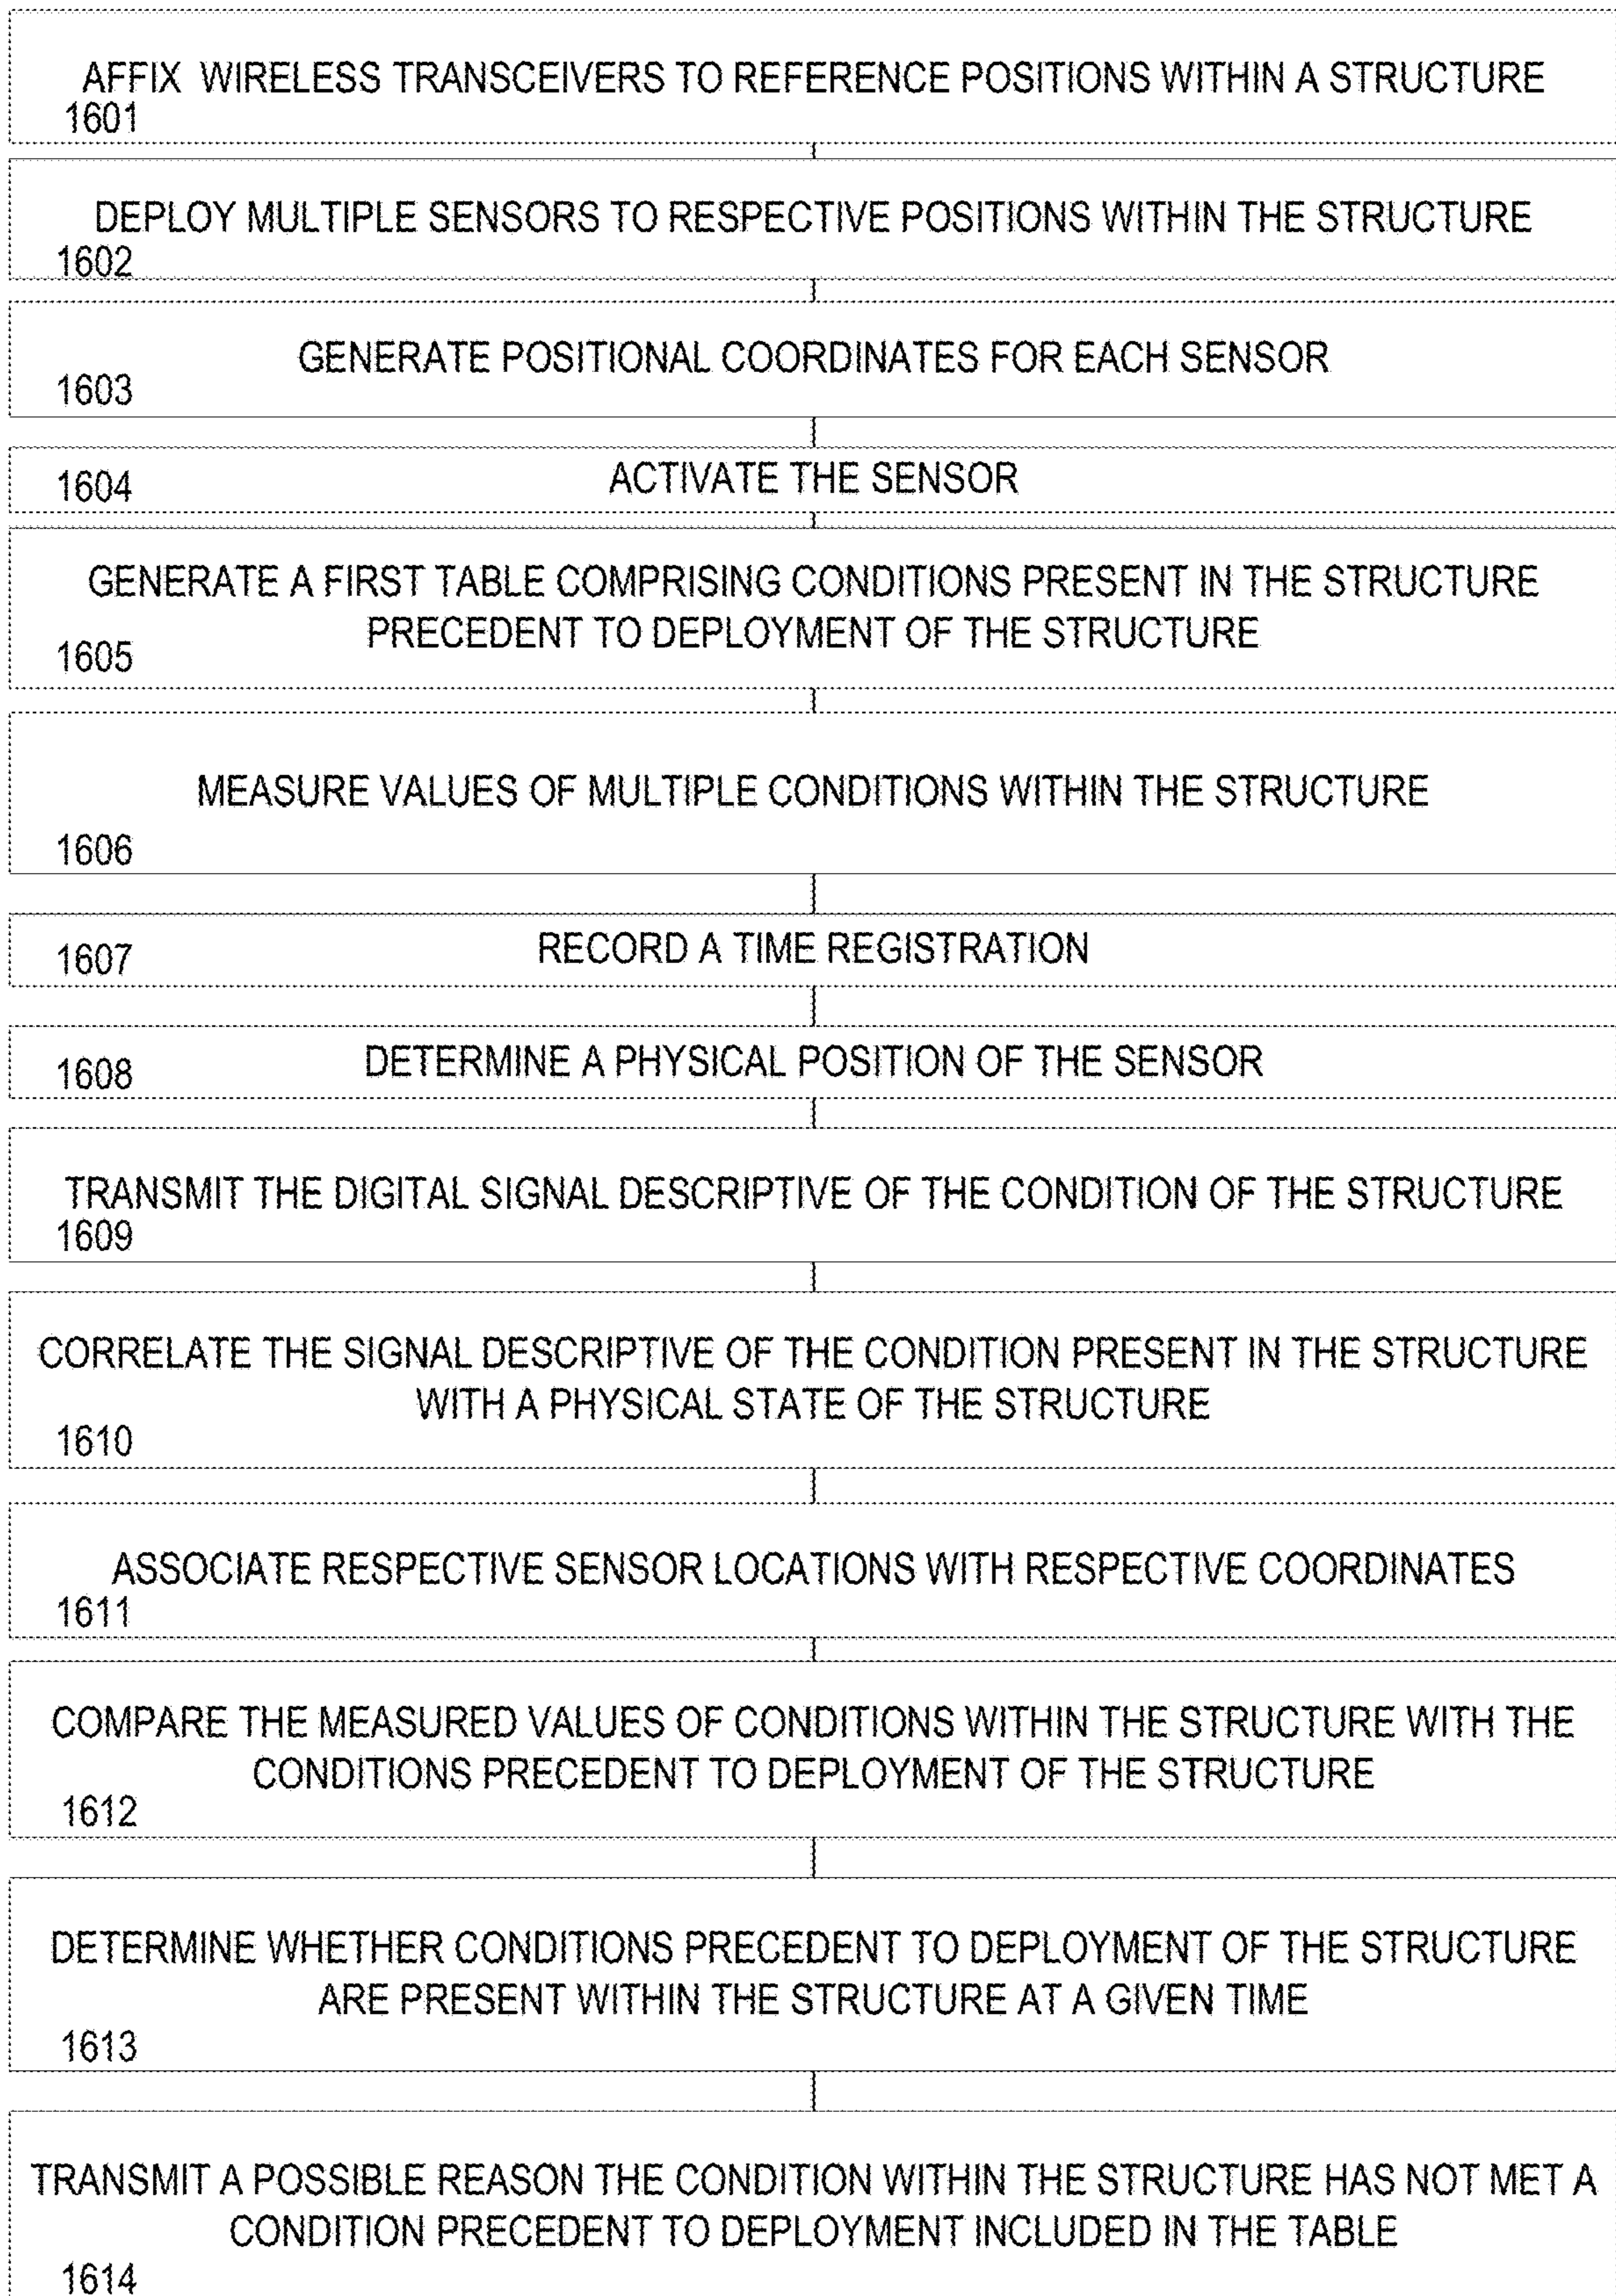 AFFIX WIRELESS TRANSCEIVERS TO REFERENCE POSITIONS WITHIN A STRUCTURE
1601
DEPLOY MULTIPLE SENSORS TO RESPECTIVE POSITIONS WITHIN THE STRUCTURE
1602
GENERATE POSITIONAL COORDINATES FOR EACH SENSOR
1603
ACTIVATE THE SENSOR
1604
GENERATE A FIRST TABLE COMPRISING CONDITIONS PRESENT IN THE STRUCTURE
PRECEDENT TO DEPLOYMENT OF THE STRUCTURE
1605
MEASURE VALUES OF MULTIPLE CONDITIONS WITHIN THE STRUCTURE
1606
RECORD A TIME REGISTRATION
1607
DETERMINE A PHYSICAL POSITION OF THE SENSOR
1608
TRANSMIT THE DIGITAL SIGNAL DESCRIPTIVE OF THE CONDITION OF THE STRUCTURE
1609
CORRELATE THE SIGNAL DESCRIPTIVE OF THE CONDITION PRESENT IN THE STRUCTURE
WITH A PHYSICAL STATE OF THE STRUCTURE
1610
ASSOCIATE RESPECTIVE SENSOR LOCATIONS WITH RESPECTIVE COORDINATES
1611
COMPARE THE MEASURED VALUES OF CONDITIONS WITHIN THE STRUCTURE WITH THE
CONDITIONS PRECEDENT TO DEPLOYMENT OF THE STRUCTURE
1612
DETERMINE WHETHER CONDITIONS PRECEDENT TO DEPLOYMENT OF THE STRUCTURE
ARE PRESENT WITHIN THE STRUCTURE AT A GIVEN TIME
1613
TRANSMIT A POSSIBLE REASON THE CONDITION WITHIN THE STRUCTURE HAS NOT MET A
CONDITION PRECEDENT TO DEPLOYMENT INCLUDED IN THE TABLE
1614